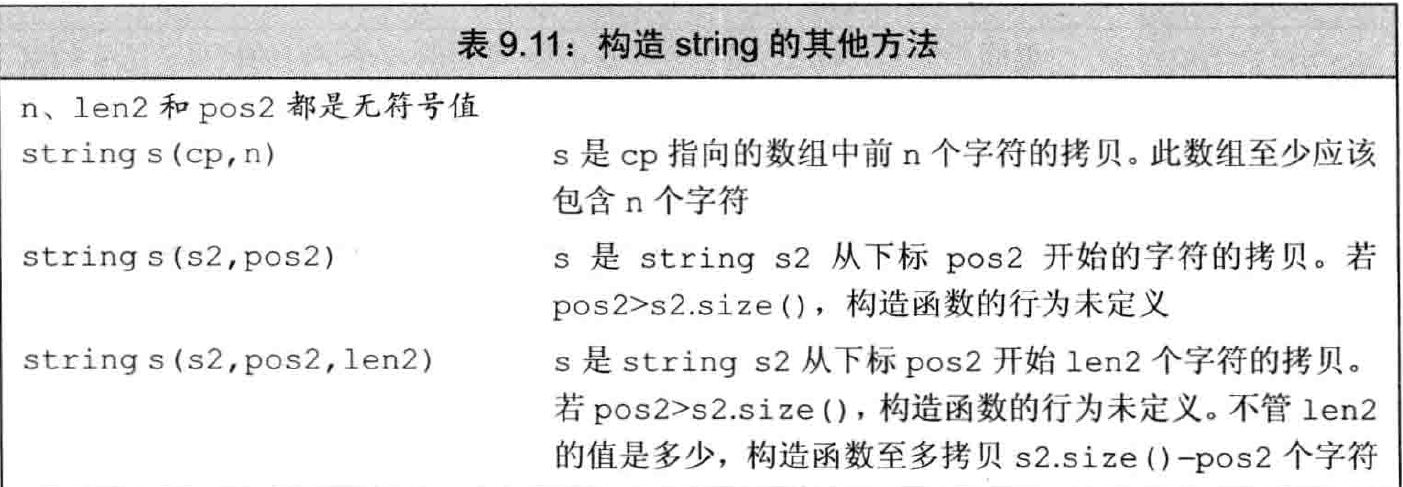 表 9.11：构造 string 的其他方法
n、len2 和 pos2 都是无符号值
string s(cp,n) s 是 cp 指向的数组中前 n 个字符的拷贝。此数组至少应该
包含 n 个字符
string s(s2,pos2) s 是 string s2 从下标 pos2 开始的字符的拷贝。若
pos2>s2.size()，构造函数的行为未定义
string s(s2,pos2,len2) s 是 string s2 从下标 pos2 开始 len2 个字符的拷贝。
若 pos2>s2.size()，构造函数的行为未定义。不管 len2
的值是多少，构造函数至多拷贝 s2.size()-pos2 个字符